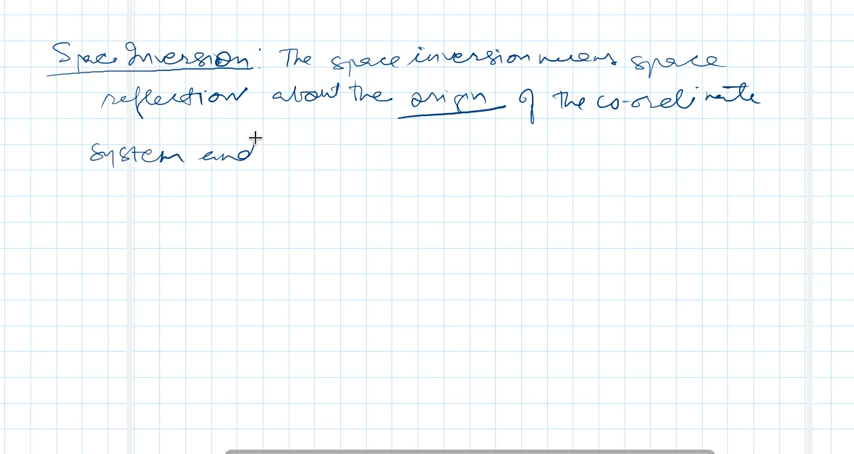 Space Inversion: The space inversion means space
reflection about the origin of the co-ordinate
system and